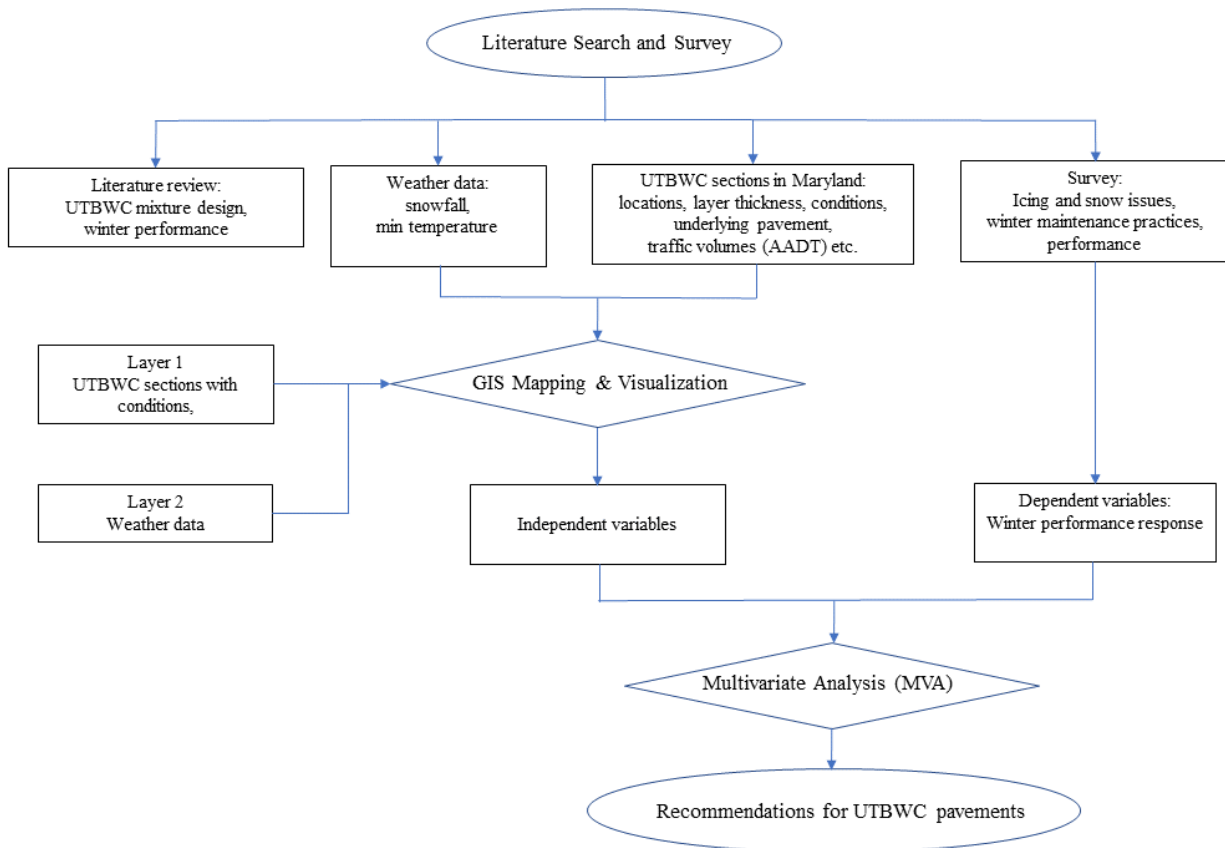 Literature Search and Survey
Literature review:
UTBWC mixture design,
winter performance
Weather data:
snowfall,
min temperature
UTBWC sections in Maryland:
locations, layer thickness, conditions,
underlying pavement,
traffic volumes (AADT) etc.
Survey:
Icing and snow issues,
winter maintenance practices,
performance
Layer 1
UTBWC sections with
conditions,
GIS Mapping & Visualization
Layer 2
Weather data
Independent variables
Dependent variables:
Winter performance response
Multivariate Analysis (MVA)
Recommendations for UTBWC pavements